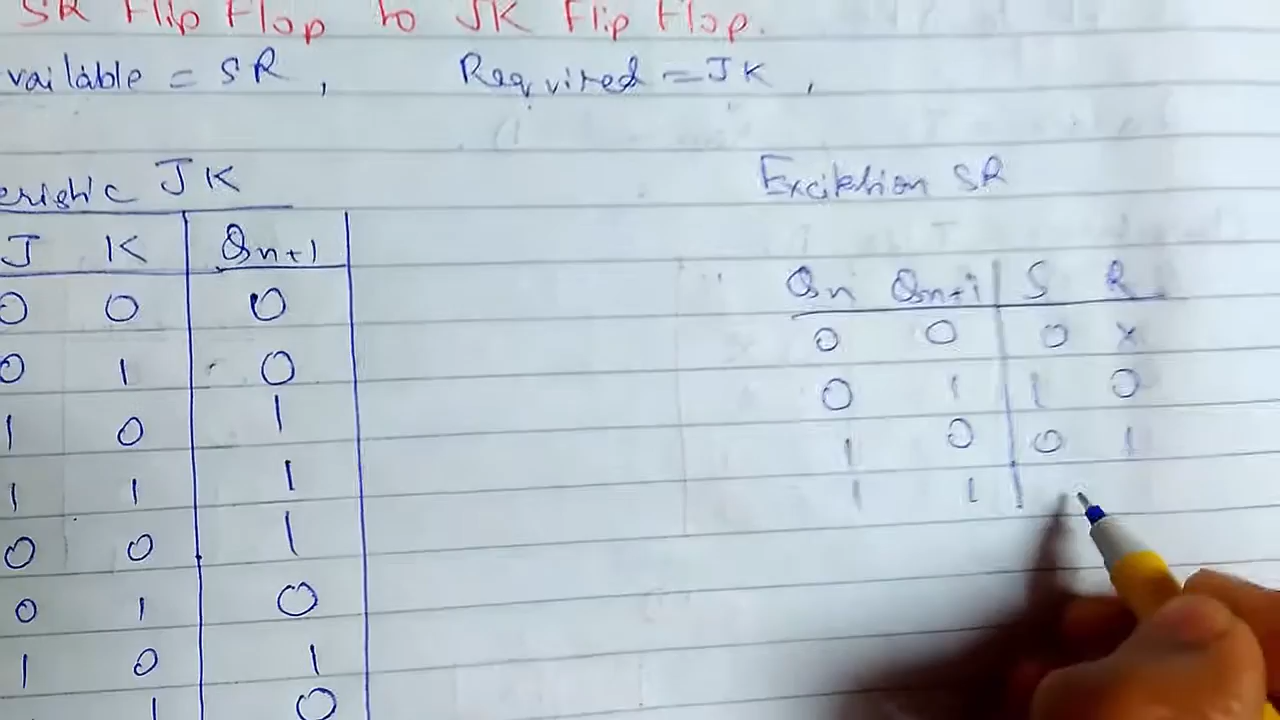 SR Flip Flop to JK Flip Flop.
vailable = SR , Required = JK ,
eristic JK
J K Qn+1
0 0 0
0 1 0
1 0 1
1 1 1
0 0 1
0 1 0
1 0 1
1 0
Excitation SR
Qn Qn+1 S R
0 0 0 x
0 1 1 0
1 0 0 1
1 1